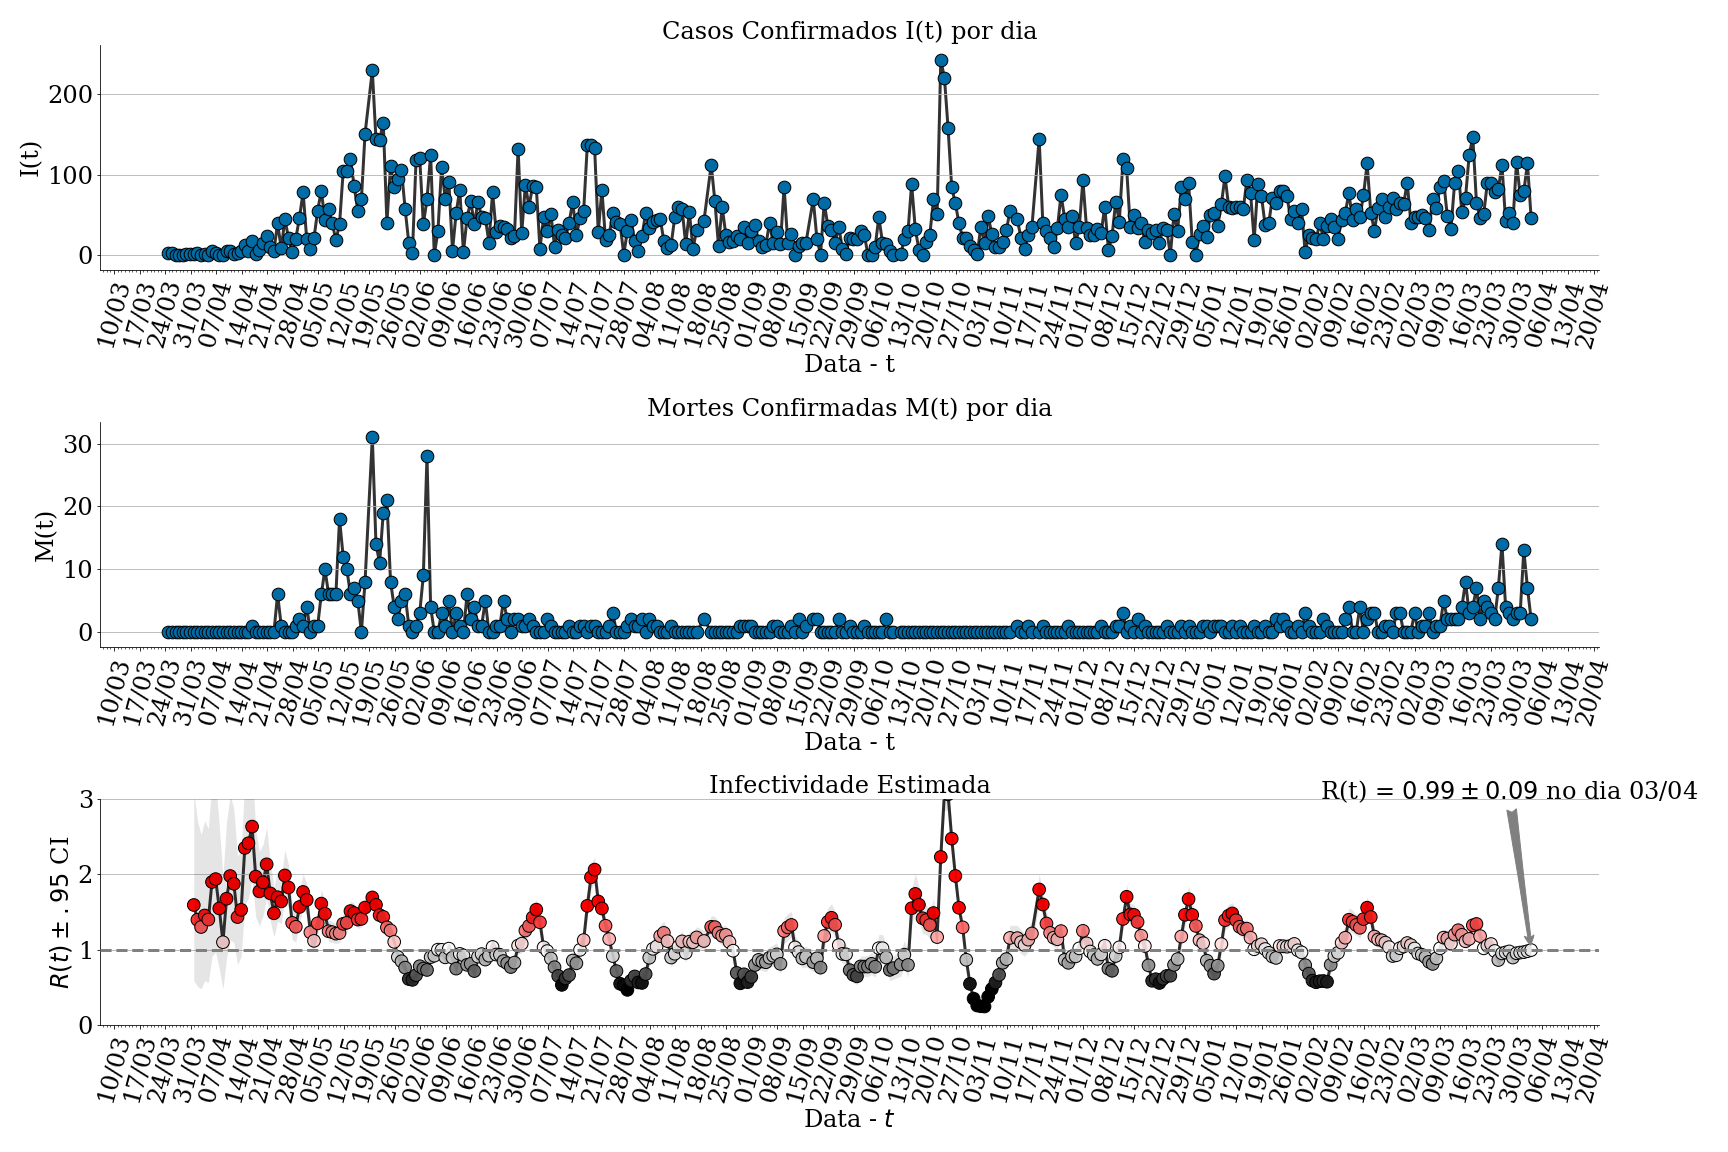 Casos Confirmados I(t) por dia
I(t)
200
100
0
10/03 17/03 24/03 31/03 07/04 14/04 21/04 28/04 05/05 12/05 19/05 26/05 02/06 09/06 16/06 23/06 30/06 07/07 14/07 21/07 28/07 04/08 11/08 18/08 25/08 01/09 08/09 15/09 22/09 29/09 06/10 13/10 20/10 27/10 03/11 10/11 17/11 24/11 01/12 08/12 15/12 22/12 29/12 05/01 12/01 19/01 26/01 02/02 09/02 16/02 23/02 02/03 09/03 16/03 23/03 30/03 06/04 13/04 20/04
Data - t
Mortes Confirmadas M(t) por dia
M(t)
30
20
10
0
10/03 17/03 24/03 31/03 07/04 14/04 21/04 28/04 05/05 12/05 19/05 26/05 02/06 09/06 16/06 23/06 30/06 07/07 14/07 21/07 28/07 04/08 11/08 18/08 25/08 01/09 08/09 15/09 22/09 29/09 06/10 13/10 20/10 27/10 03/11 10/11 17/11 24/11 01/12 08/12 15/12 22/12 29/12 05/01 12/01 19/01 26/01 02/02 09/02 16/02 23/02 02/03 09/03 16/03 23/03 30/03 06/04 13/04 20/04
Data - t
Infectividade Estimada
R(t) = 0.99 ± 0.09 no dia 03/04
R(t) ± .95 CI
3
2
1
0
10/03 17/03 24/03 31/03 07/04 14/04 21/04 28/04 05/05 12/05 19/05 26/05 02/06 09/06 16/06 23/06 30/06 07/07 14/07 21/07 28/07 04/08 11/08 18/08 25/08 01/09 08/09 15/09 22/09 29/09 06/10 13/10 20/10 27/10 03/11 10/11 17/11 24/11 01/12 08/12 15/12 22/12 29/12 05/01 12/01 19/01 26/01 02/02 09/02 16/02 23/02 02/03 09/03 16/03 23/03 30/03 06/04 13/04 20/04
Data - t